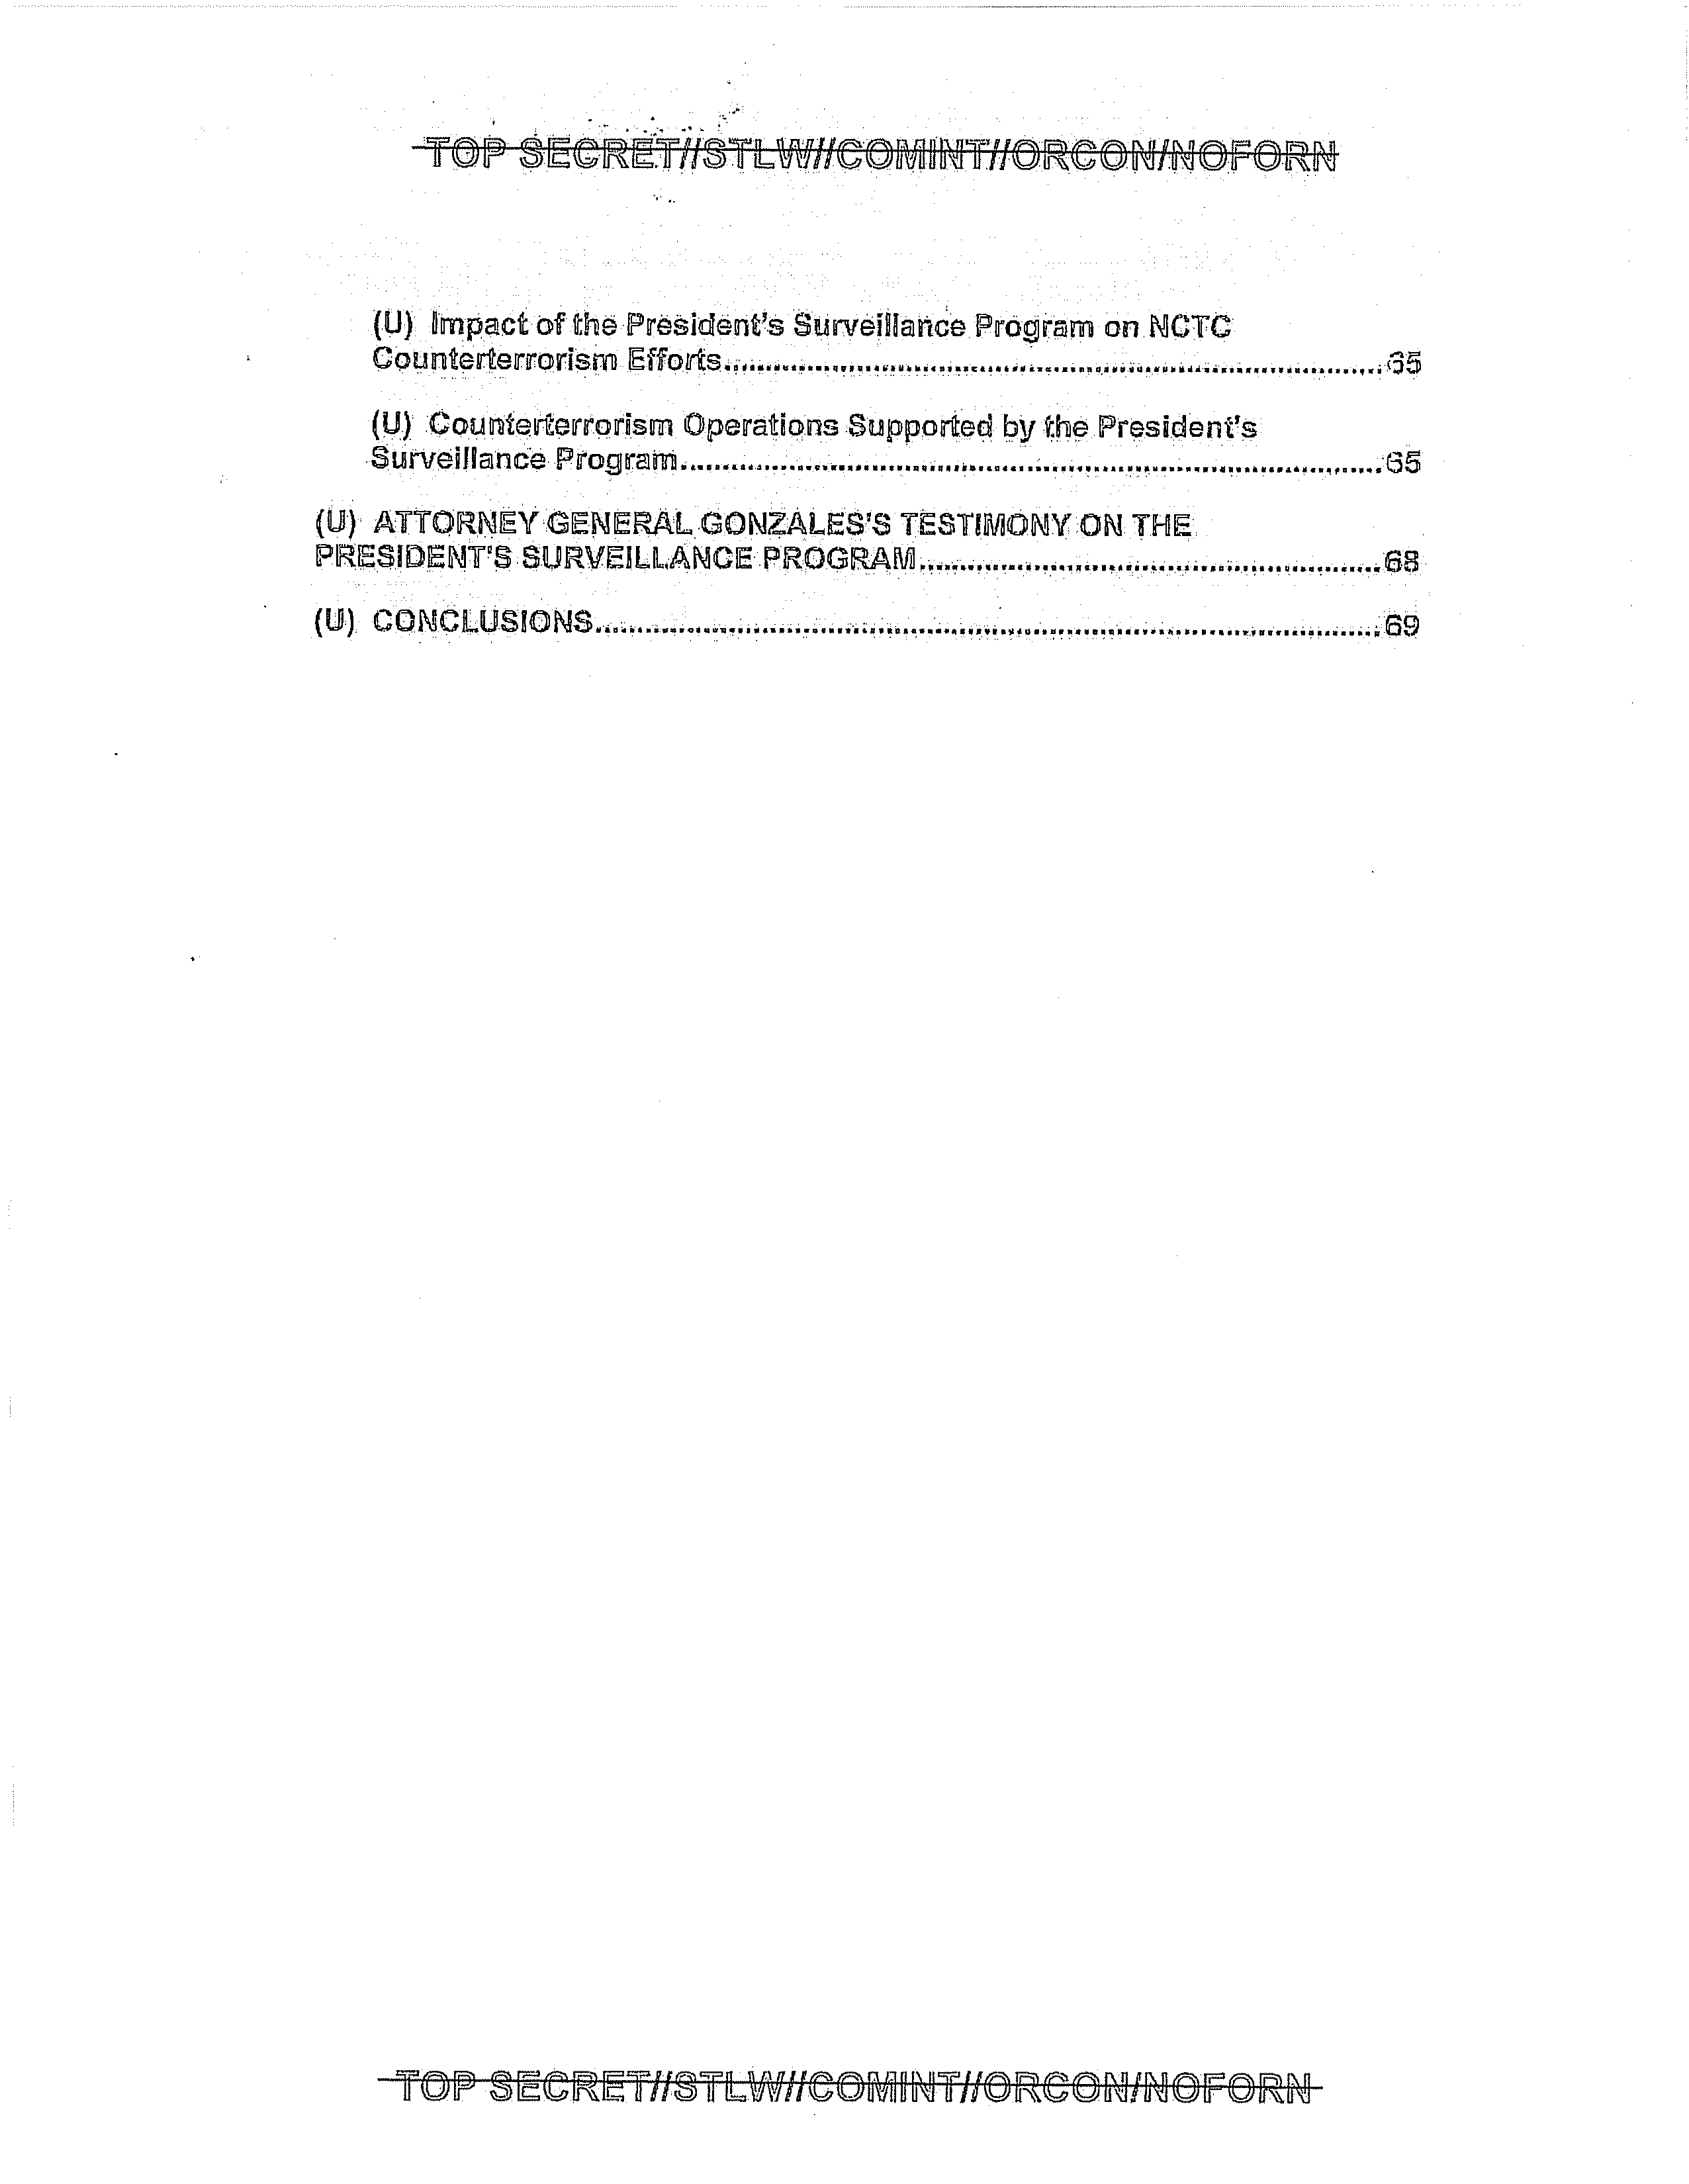 TOP SECRET//STLW//COMINT//ORCON/NOFORN
(U) Impact of the President's Surveillance Program on NCTC
Counterterrorism Efforts..........65
(U) Counterterrorism Operations Supported by the President's
Surveillance Program..........65
(U) ATTORNEY GENERAL GONZALES'S TESTIMONY ON THE
PRESIDENT'S SURVEILLANCE PROGRAM..........68
(U) CONCLUSIONS..........69
TOP SECRET//STLW//COMINT//ORCON/NOFORN